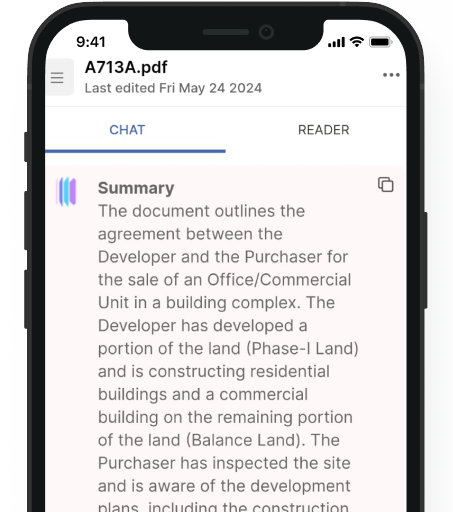 9:41
A713A.pdf
Last edited Fri May 24 2024
CHAT
READER
Summary
The document outlines the
agreement between the
Developer and the Purchaser for
the sale of an Office/Commercial
Unit in a building complex. The
Developer has developed a
portion of the land (Phase-I Land)
and is constructing residential
buildings and a commercial
building on the remaining portion
of the land (Balance Land). The
Purchaser has inspected the site
and is aware of the development
plans, including the construction